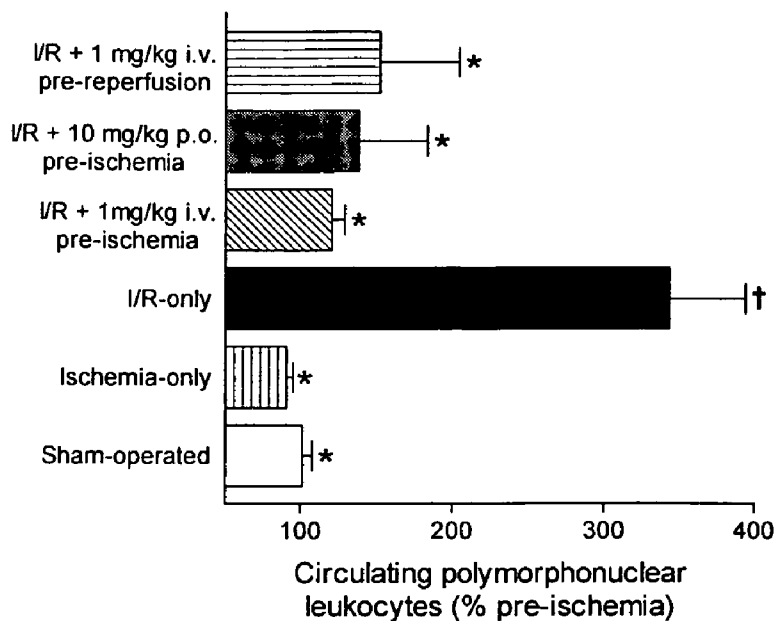 I/R + 1 mg/kg i.v.
pre-reperfusion
*
I/R + 10 mg/kg p.o.
pre-ischemia
*
I/R + 1mg/kg i.v.
pre-ischemia
*
I/R-only
†
Ischemia-only
*
Sham-operated
*
100 200 300 400
Circulating polymorphonuclear
leukocytes (% pre-ischemia)